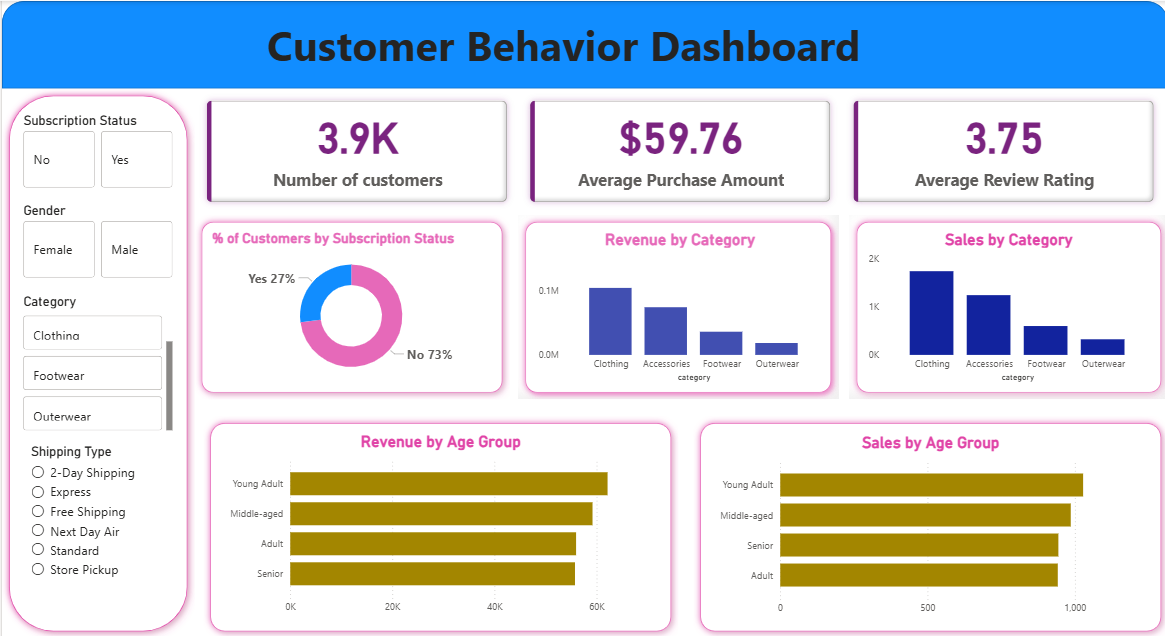 Customer Behavior Dashboard
Subscription Status
No
Yes
Gender
Female
Male
Category
Clothing
Footwear
Outerwear
Shipping Type
2-Day Shipping
Express
Free Shipping
Next Day Air
Standard
Store Pickup
3.9K
Number of customers
$59.76
Average Purchase Amount
3.75
Average Review Rating
% of Customers by Subscription Status
Yes 27%
No 73%
Revenue by Category
0.1M
0.0M
Clothing Accessories Footwear Outerwear
category
Sales by Category
2K
1K
0K
Clothing Accessories Footwear Outerwear
category
Revenue by Age Group
Young Adult
Middle-aged
Adult
Senior
0K 20K 40K 60K
Sales by Age Group
Young Adult
Middle-aged
Senior
Adult
0 500 1,000